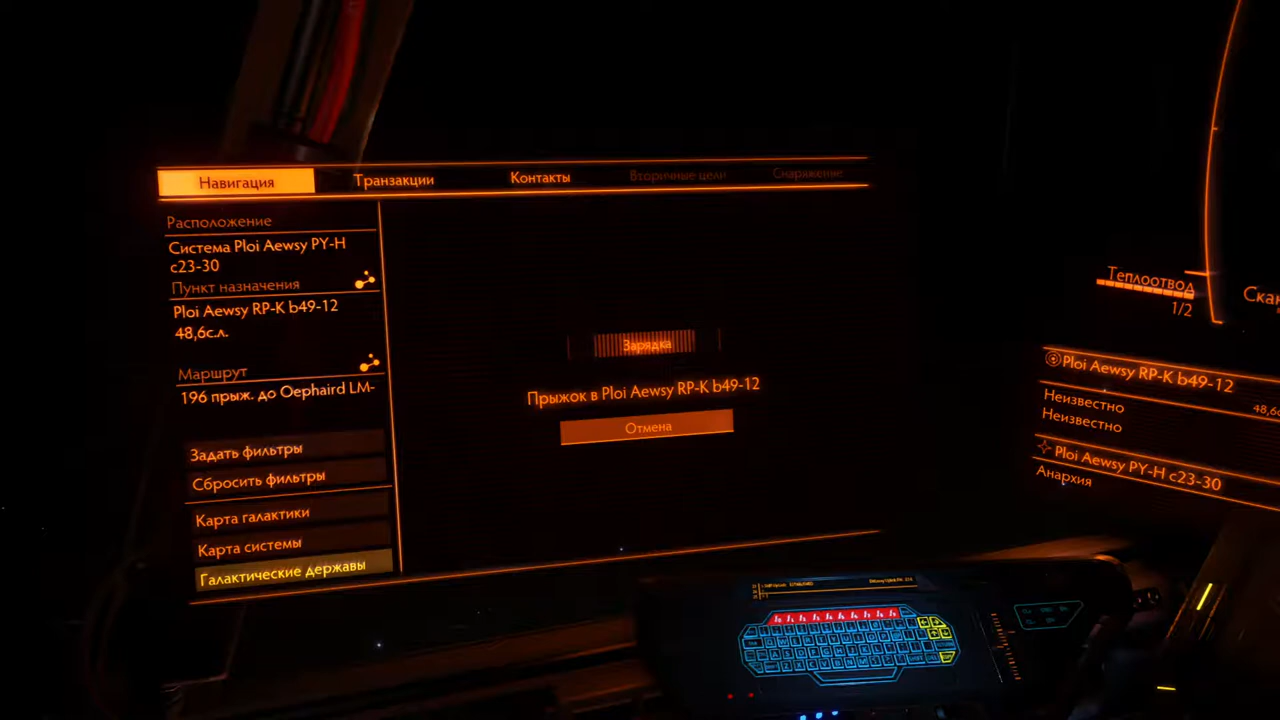 Навигация
Транзакции
Контакты
Вторичные цели
Снаряжение
Расположение
Система Ploi Aewsy PY-H
c23-30
Пункт назначения
Ploi Aewsy RP-K b49-12
48,6с.л.
Маршрут
196 прыж. до Oephaird LM-
Задать фильтры
Сбросить фильтры
Карта галактики
Карта системы
Галактические державы
Зарядка
Прыжок в Ploi Aewsy RP-K b49-12
Отмена
Теплоотвод
1/2
Ploi Aewsy RP-K b49-12
Неизвестно
Неизвестно
Ploi Aewsy PY-H c23-30
Анархия